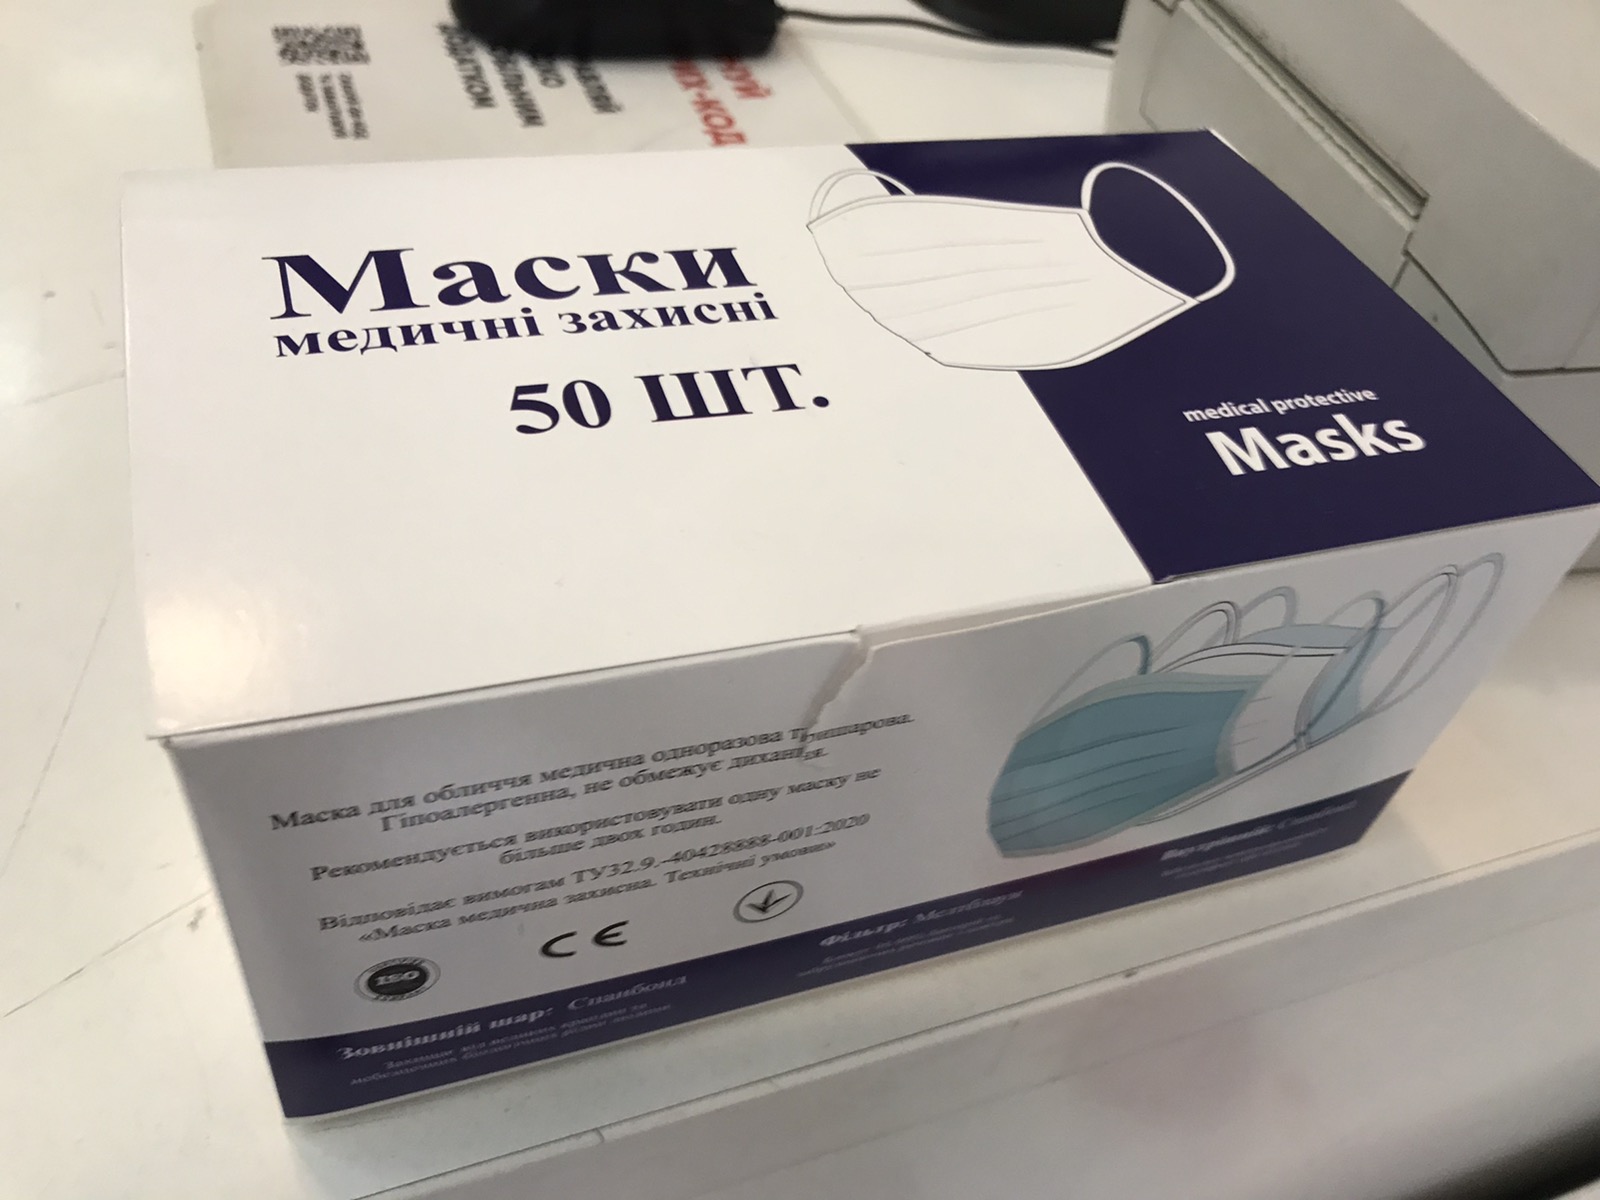 Маски
медичні захисні
50 ШТ.
medical protective
Masks
Маска для обличчя медична одноразова тришарова.
Гіпоалергенна, не обмежує дихання.
Рекомендується використовувати одну маску не
більше двох годин.
Відповідає вимогам ТУ32.9.-40428888-001:2020
«Маска медична захисна. Технічні умови»
ISO
CE
Зовнішній шар: Спанбонд
Фільтр: Мелтблаун
Внутрішній: Спанбонд